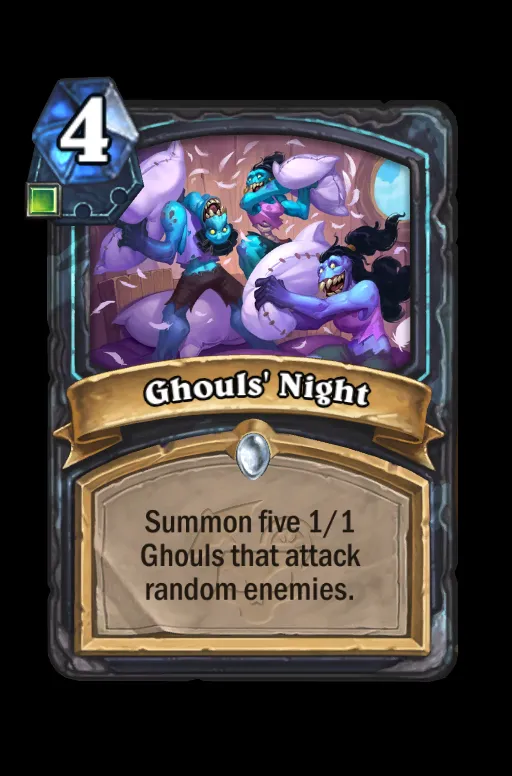 4
Ghouls' Night
Summon five 1/1
Ghouls that attack
random enemies.